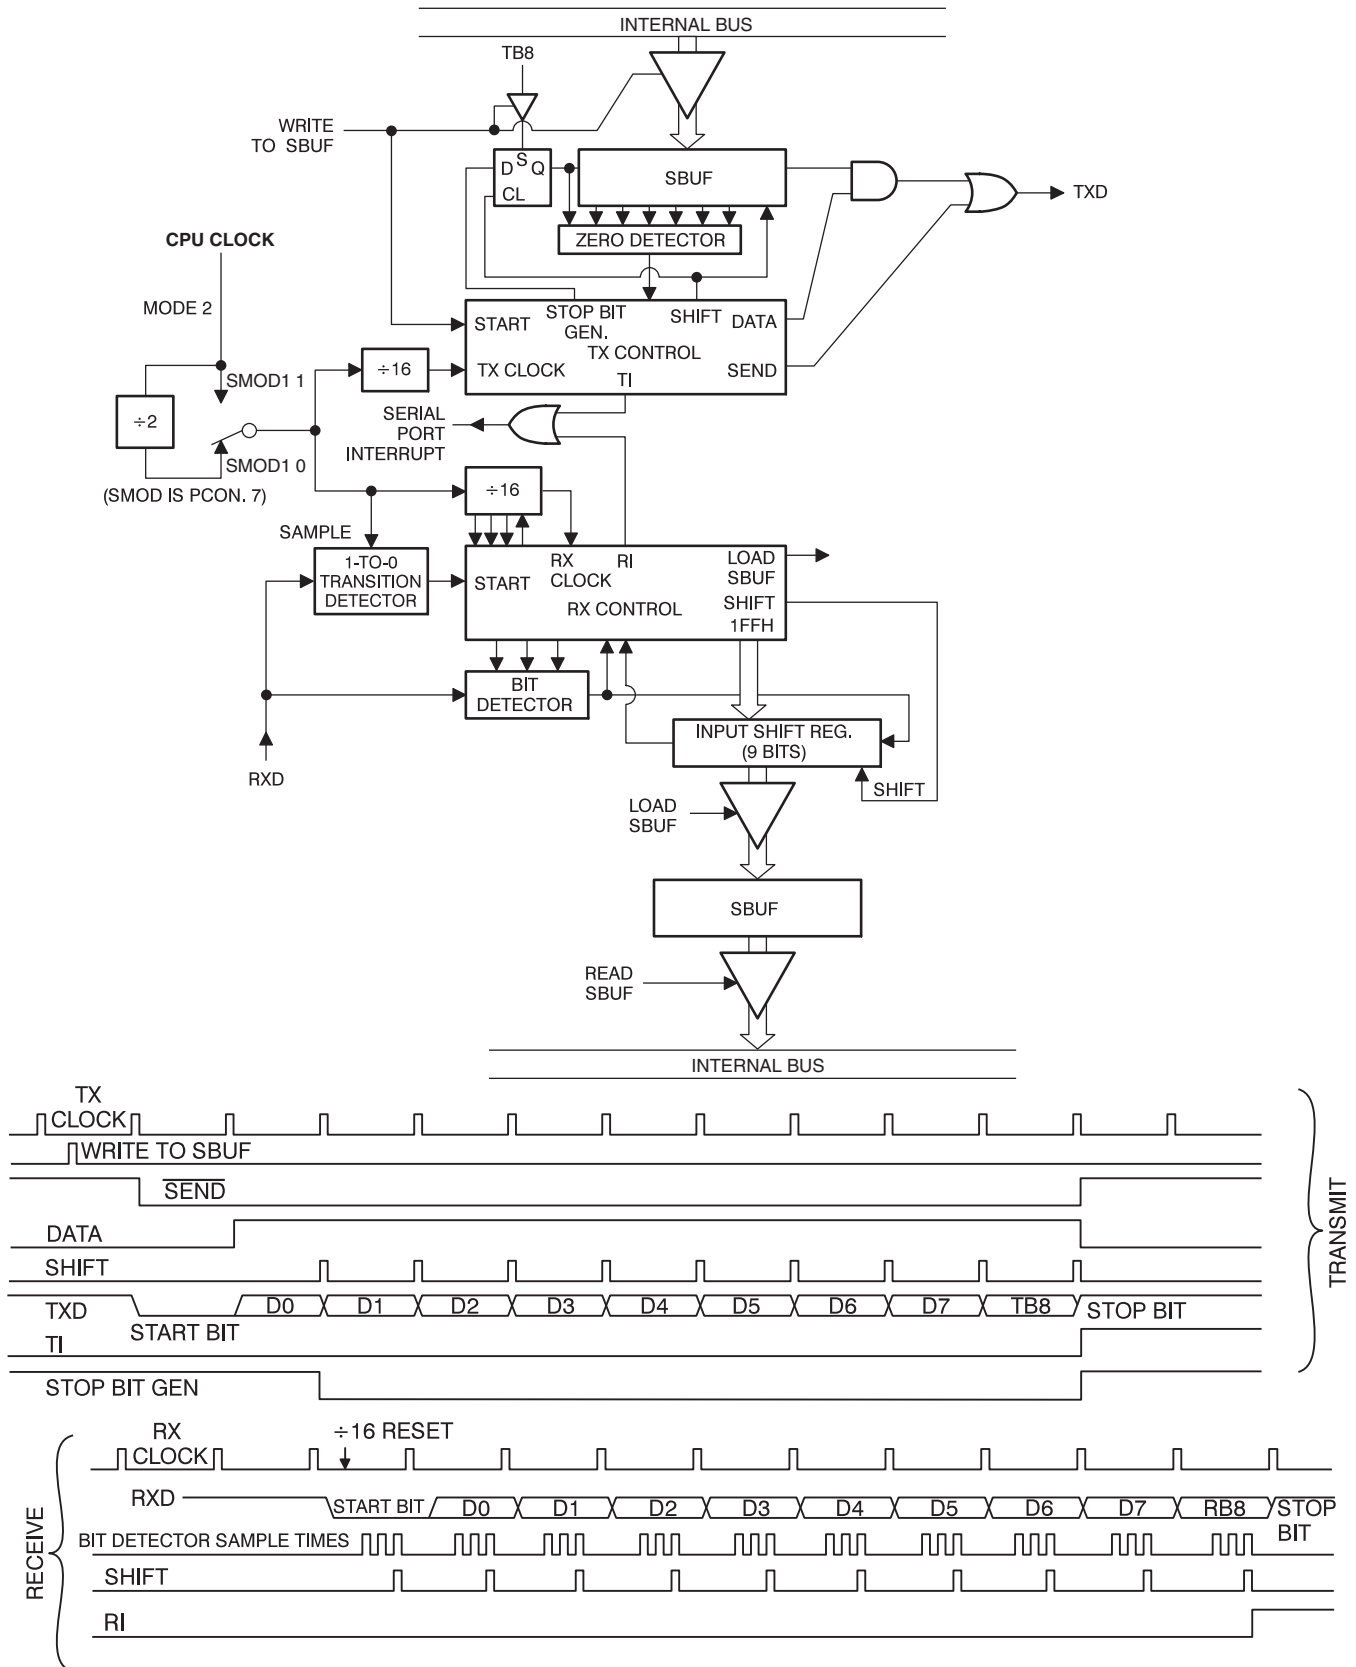 INTERNAL BUS
TB8
WRITE
TO SBUF
D S Q
CL
SBUF
TXD
ZERO DETECTOR
CPU CLOCK
MODE 2
START
STOP BIT
GEN.
SHIFT
DATA
TX CONTROL
TX CLOCK
TI
SEND
÷16
SMOD1 1
÷2
SMOD1 0
(SMOD IS PCON. 7)
SERIAL
PORT
INTERRUPT
÷16
SAMPLE
1-TO-0
TRANSITION
DETECTOR
START
RX
CLOCK
RI
LOAD
SBUF
RX CONTROL
SHIFT
1FFH
BIT
DETECTOR
INPUT SHIFT REG.
(9 BITS)
RXD
SHIFT
LOAD
SBUF
SBUF
READ
SBUF
INTERNAL BUS
TX
CLOCK
WRITE TO SBUF
SEND
DATA
SHIFT
TXD START BIT D0 D1 D2 D3 D4 D5 D6 D7 TB8 STOP BIT
TI
STOP BIT GEN
TRANSMIT
RX
CLOCK
÷16 RESET
RXD START BIT D0 D1 D2 D3 D4 D5 D6 D7 RB8 STOP
BIT
BIT DETECTOR SAMPLE TIMES
SHIFT
RI
RECEIVE